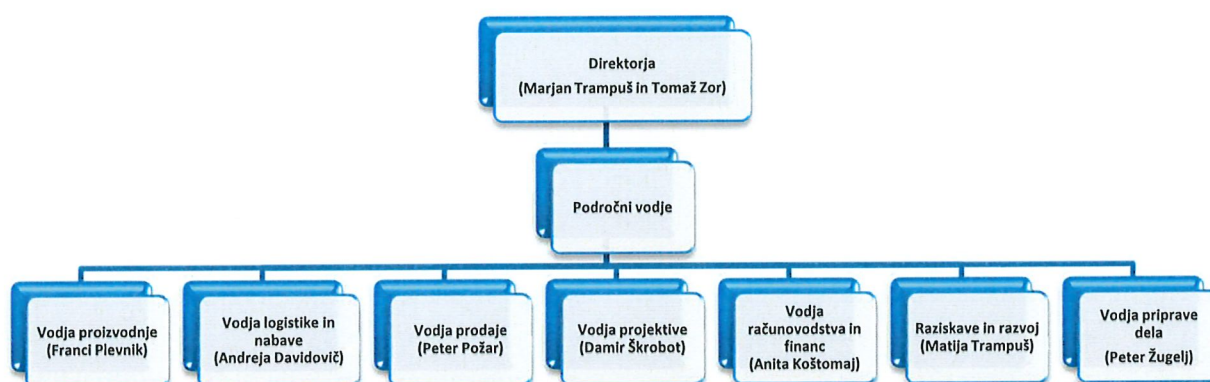 Direktorja
(Marjan Trampuš in Tomaž Zor)
Področni vodje
Vodja proizvodnje
(Franci Plevnik)
Vodja logistike in
nabave
(Andreja Davidovič)
Vodja prodaje
(Peter Požar)
Vodja projektive
(Damir Škrobot)
Vodja
računovodstva in
financ
(Anita Koštomaj)
Raziskave in razvoj
(Matija Trampuš)
Vodja priprave
dela
(Peter Žugelj)